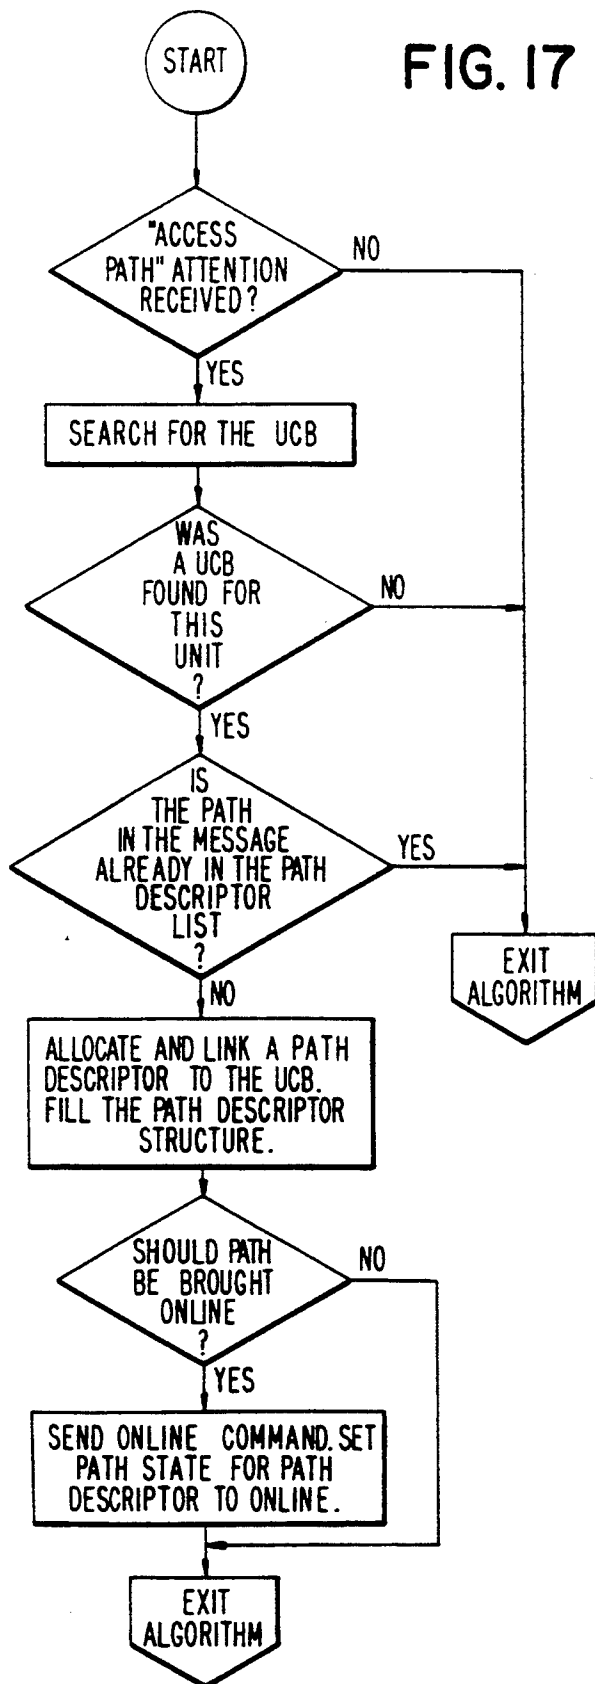 START
FIG. 17
"ACCESS
PATH" ATTENTION
RECEIVED?
NO
YES
SEARCH FOR THE UCB
WAS
A UCB
FOUND FOR
THIS
UNIT
?
NO
YES
IS
THE PATH
IN THE MESSAGE
ALREADY IN THE PATH
DESCRIPTOR
LIST
?
YES
NO
EXIT
ALGORITHM
ALLOCATE AND LINK A PATH
DESCRIPTOR TO THE UCB.
FILL THE PATH DESCRIPTOR
STRUCTURE.
SHOULD PATH
BE BROUGHT
ONLINE
?
NO
YES
SEND ONLINE COMMAND. SET
PATH STATE FOR PATH
DESCRIPTOR TO ONLINE.
EXIT
ALGORITHM